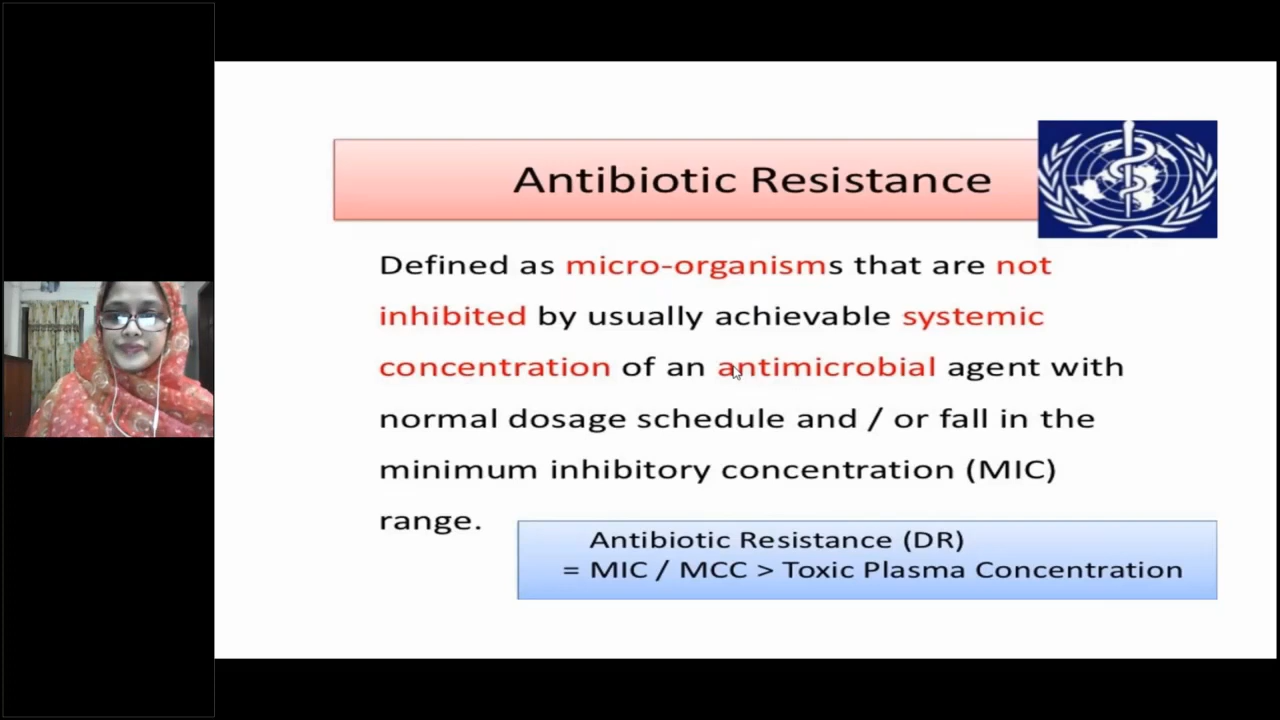 Antibiotic Resistance
Defined as micro-organisms that are not
inhibited by usually achievable systemic
concentration of an antimicrobial agent with
normal dosage schedule and / or fall in the
minimum inhibitory concentration (MIC)
range.
Antibiotic Resistance (DR)
= MIC / MCC > Toxic Plasma Concentration